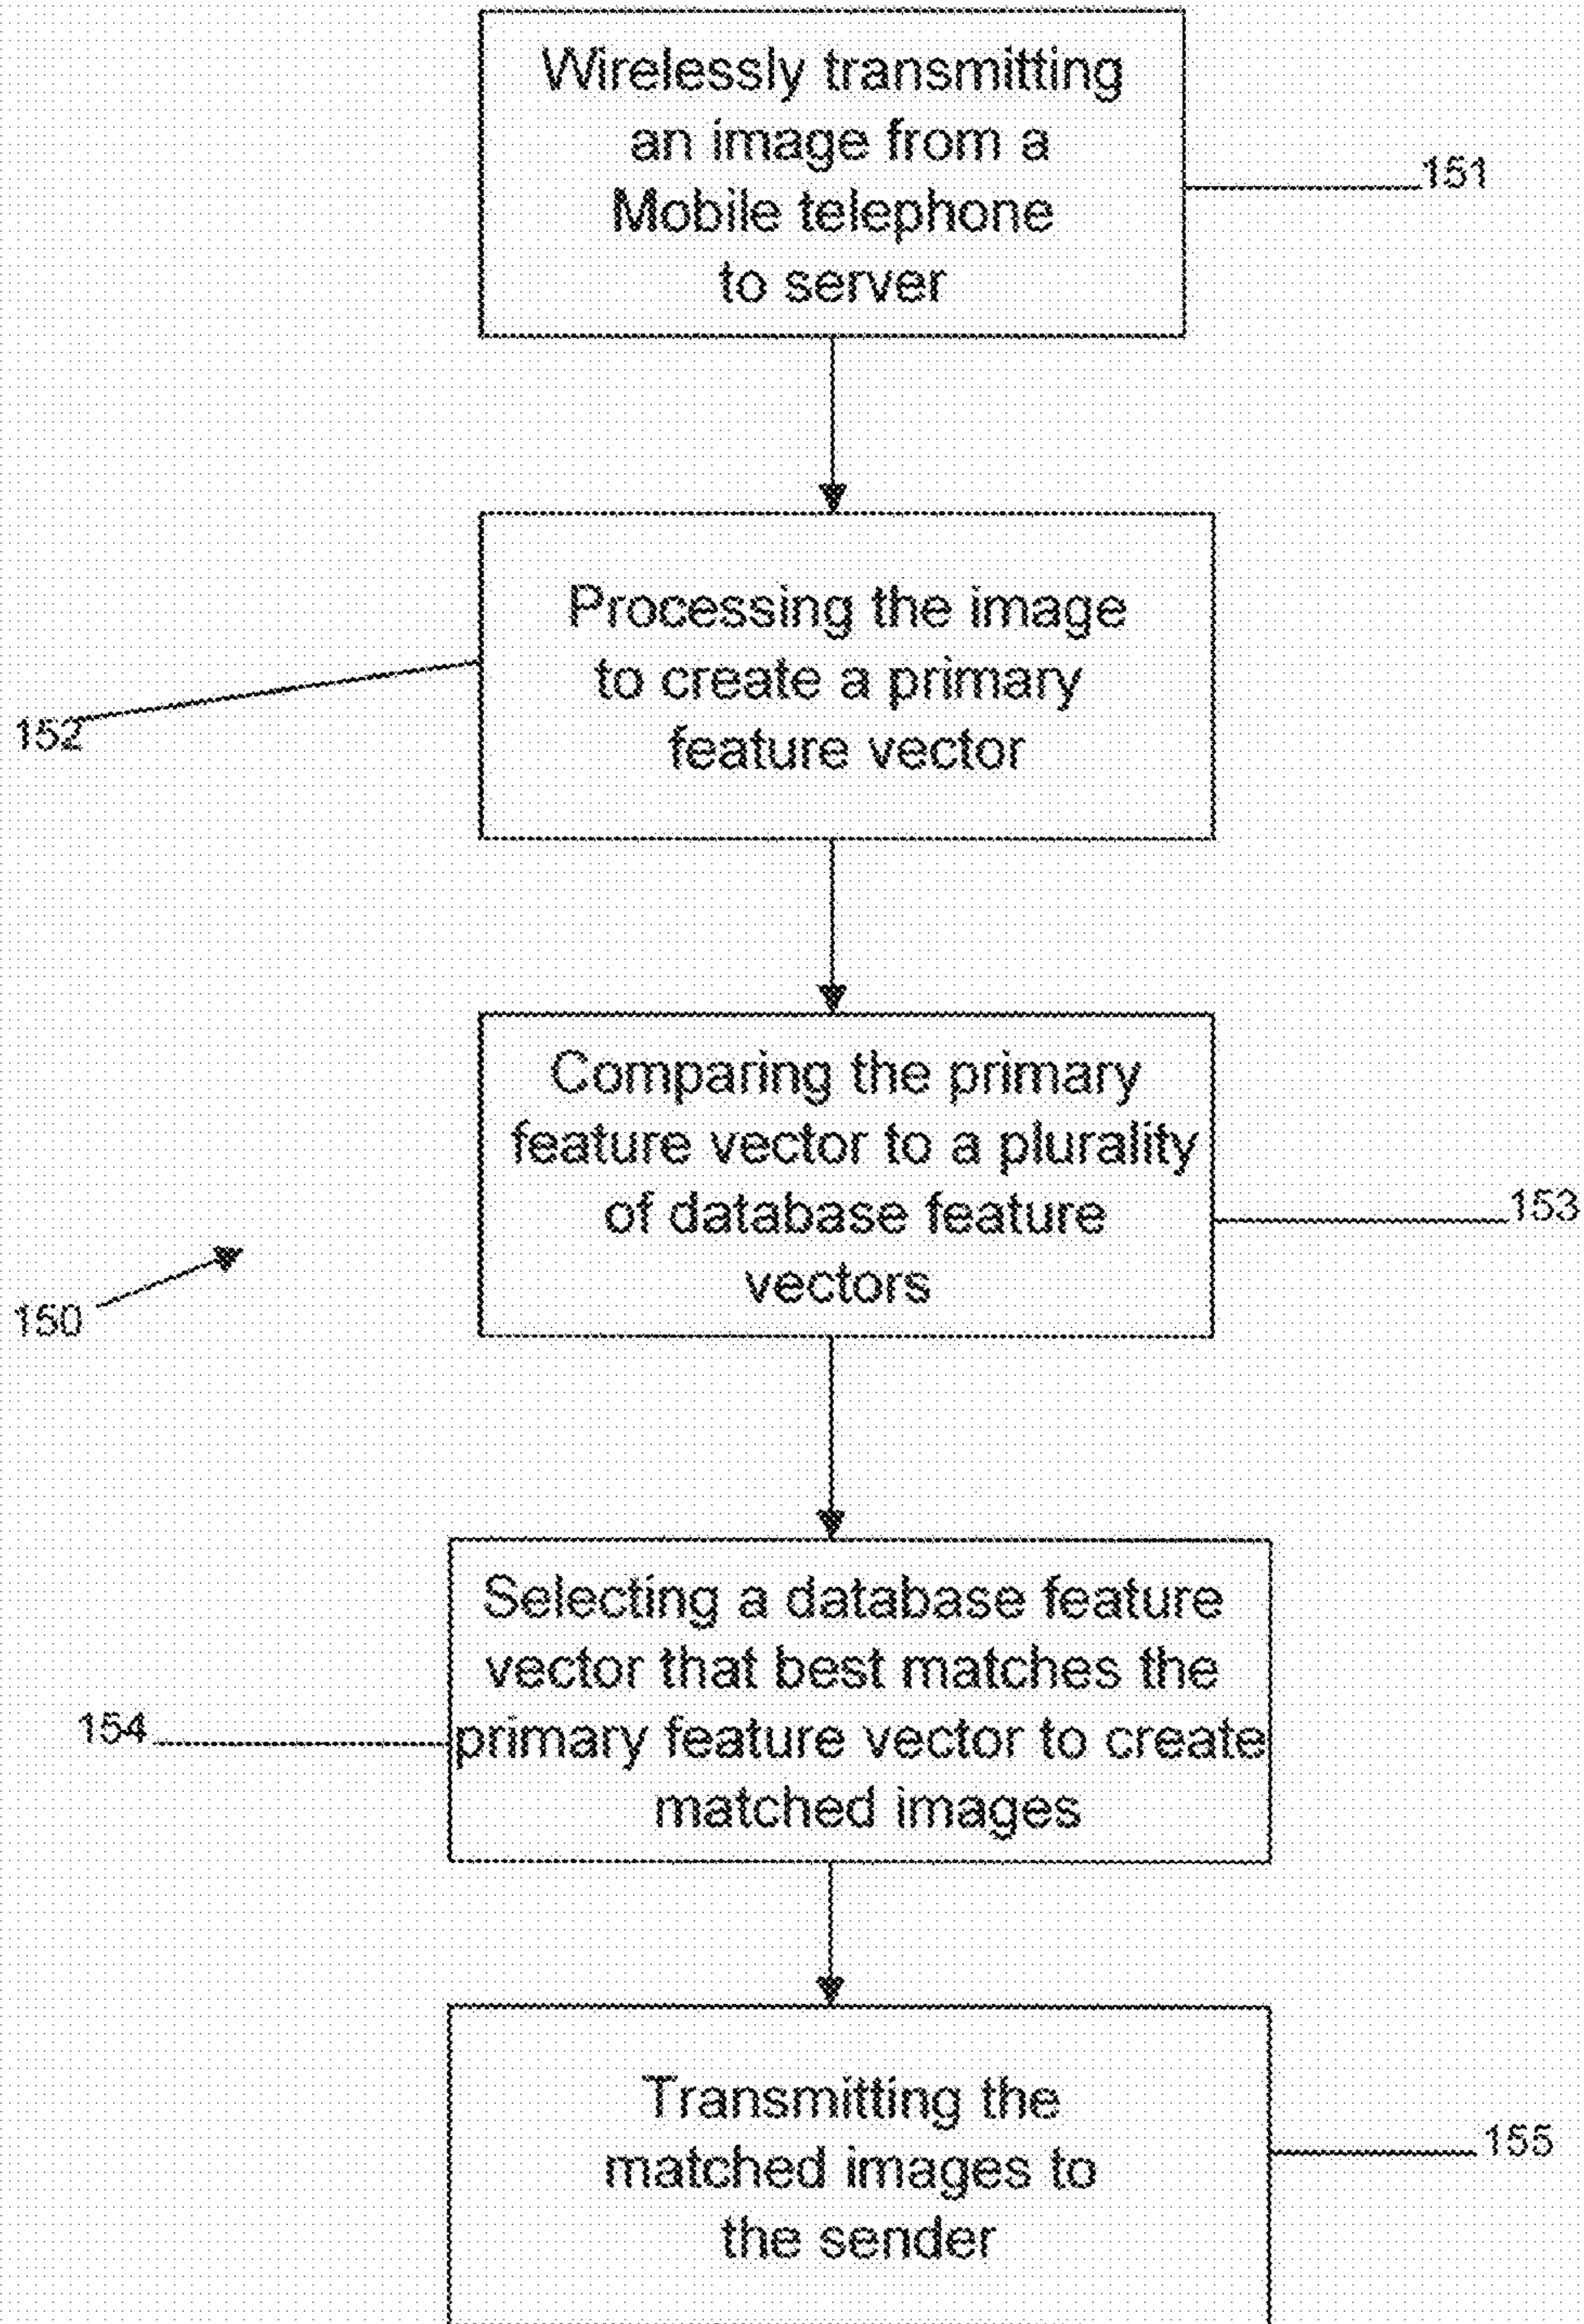 Wirelessly transmitting
an image from a
Mobile telephone
to server
151
Processing the image
to create a primary
feature vector
152
Comparing the primary
feature vector to a plurality
of database feature
vectors
153
150
Selecting a database feature
vector that best matches the
primary feature vector to create
matched images
154
Transmitting the
matched images to
the sender
155